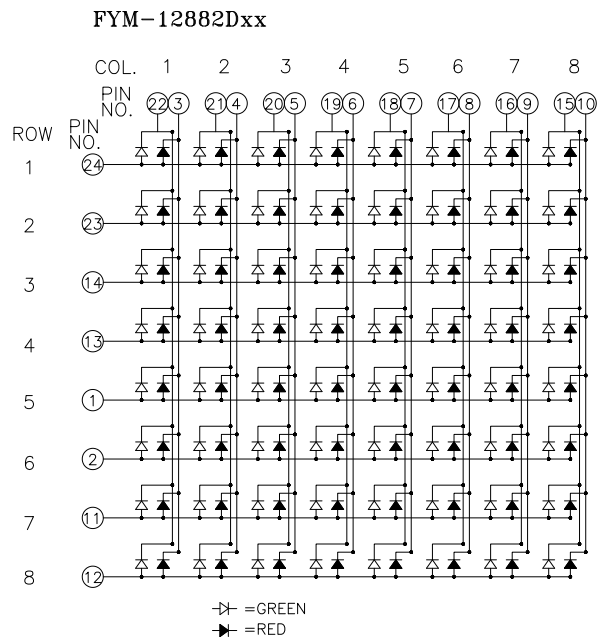 FYM-12882Dxx
COL. 1 2 3 4 5 6 7 8
PIN NO. 22 3 21 4 20 5 19 6 18 7 17 8 16 9 15 10
ROW PIN NO.
1 24
2 23
3 14
4 13
5 1
6 2
7 11
8 12
=GREEN
=RED